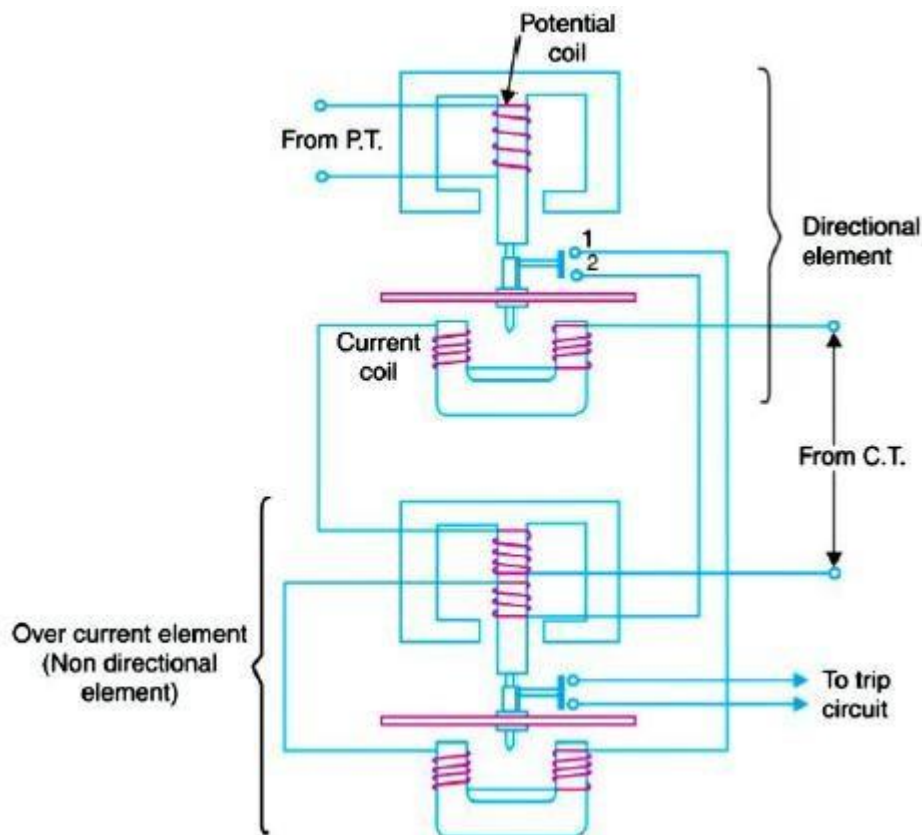 Potential
coil
From P.T.
Directional
element
1
2
Current
coil
From C.T.
Over current element
(Non directional
element)
To trip
circuit